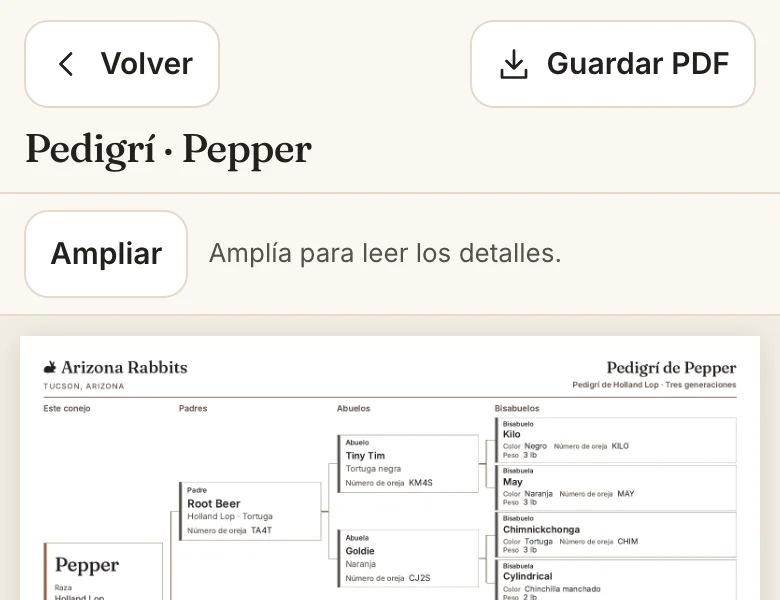 Volver
Guardar PDF
Pedigrí · Pepper
Ampliar
Amplía para leer los detalles.
Arizona Rabbits
TUCSON, ARIZONA
Pedigrí de Pepper
Pedigrí de Holland Lop · Tres generaciones
Este conejo
Padres
Abuelos
Bisabuelos
Pepper
Raza
Holland Lop
Padre
Root Beer
Holland Lop · Tortuga
Número de oreja TA4T
Abuelo
Tiny Tim
Tortuga negra
Número de oreja KM4S
Abuela
Goldie
Naranja
Número de oreja CJ2S
Bisabuelo
Kilo
Color Negro Número de oreja KILO
Peso 3 lb
Bisabuela
May
Color Naranja Número de oreja MAY
Peso 3 lb
Bisabuelo
Chimnickchonga
Color Tortuga Número de oreja CHIM
Peso 3 lb
Bisabuela
Cylindrical
Color Chinchilla manchado
Peso 2 lb